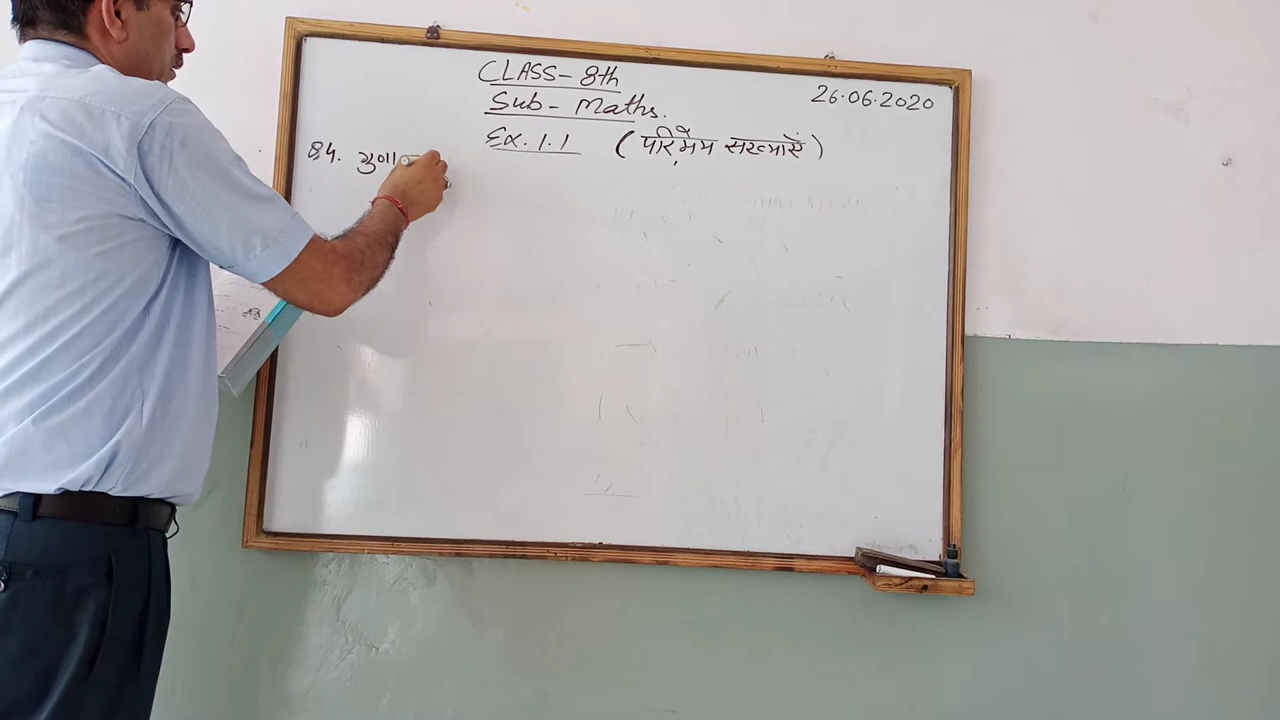 CLASS-8th
26.06.2020
Sub- Maths.
Ex. 1.1 (परिमेय संख्याएँ)
Q4. गुणा